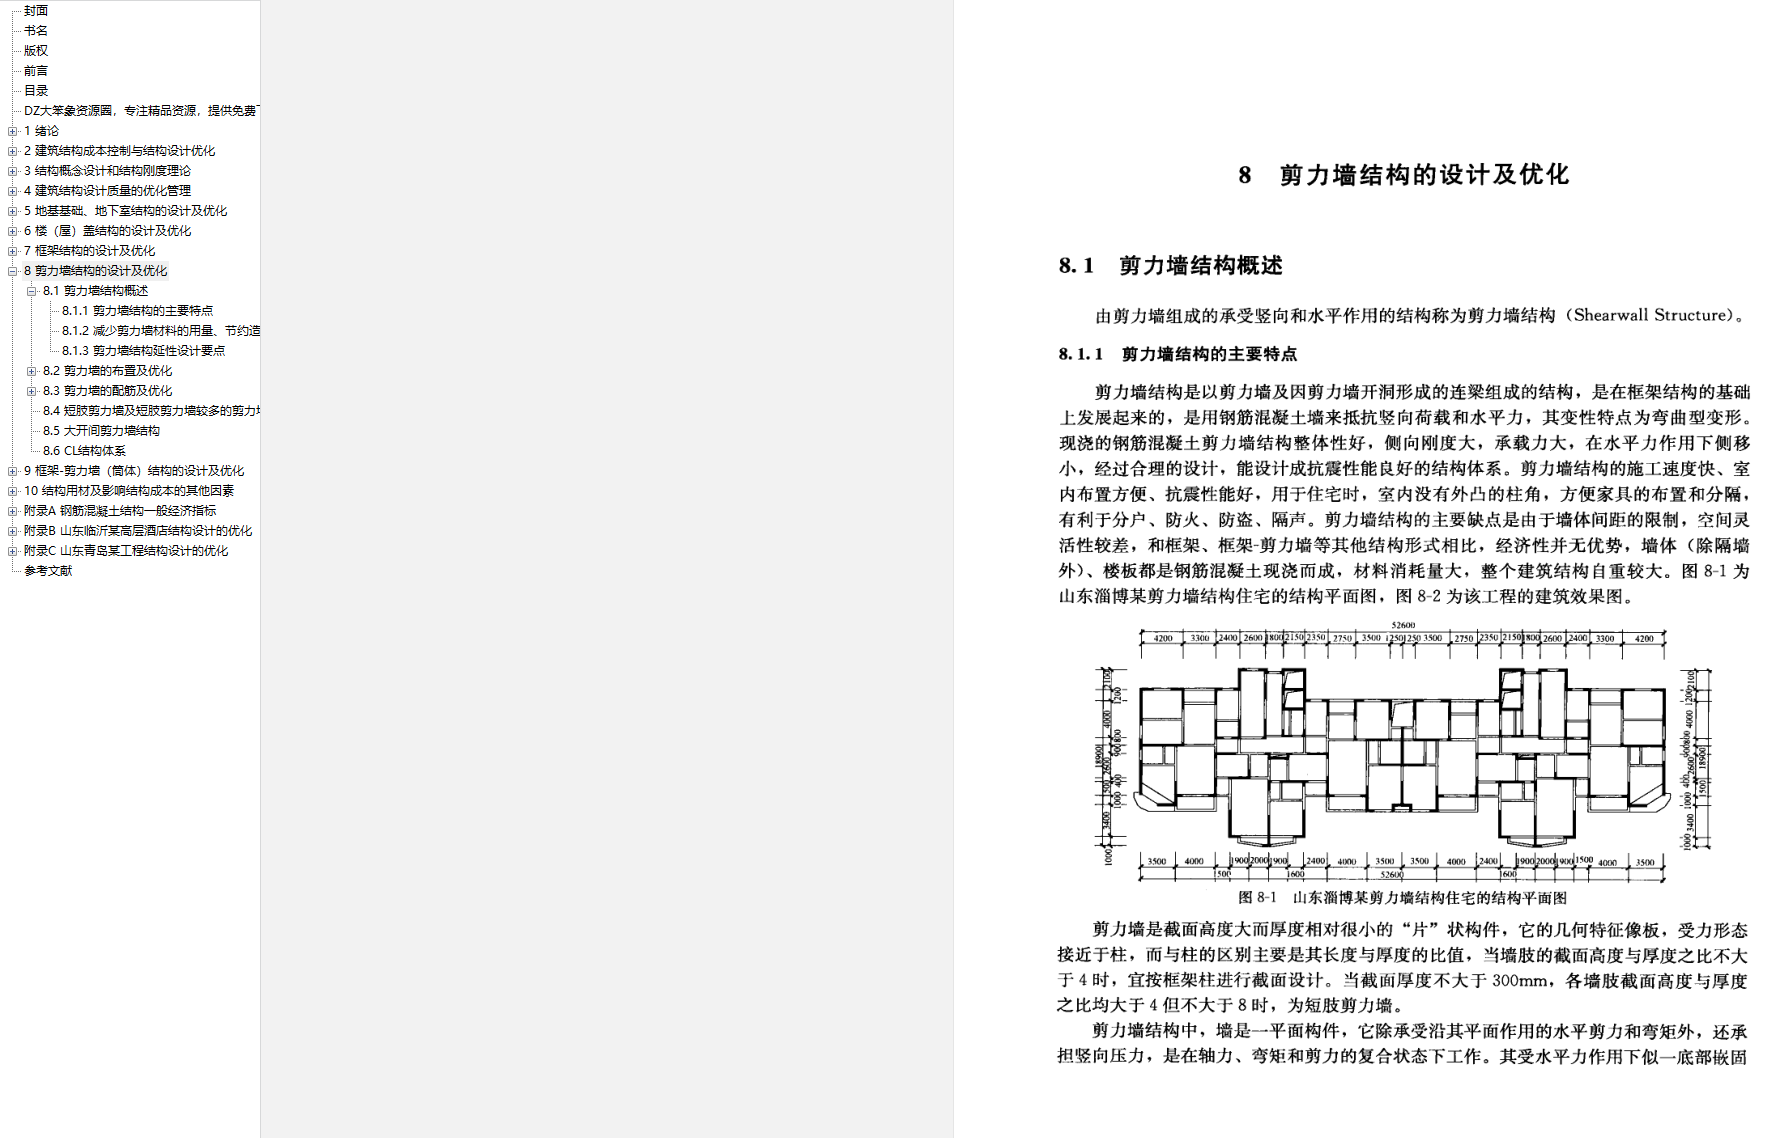 封面
书名
版权
前言
目录
DZ大笨象资源圈，专注精品资源，提供免费下
1 绪论
2 建筑结构成本控制与结构设计优化
3 结构概念设计和结构刚度理论
4 建筑结构设计质量的优化管理
5 地基基础、地下室结构的设计及优化
6 楼（屋）盖结构的设计及优化
7 框架结构的设计及优化
8 剪力墙结构的设计及优化
8.1 剪力墙结构概述
8.1.1 剪力墙结构的主要特点
8.1.2 减少剪力墙材料的用量、节约造
8.1.3 剪力墙结构延性设计要点
8.2 剪力墙的布置及优化
8.3 剪力墙的配筋及优化
8.4 短肢剪力墙及短肢剪力墙较多的剪力墙
8.5 大开间剪力墙结构
8.6 CL结构体系
9 框架-剪力墙（筒体）结构的设计及优化
10 结构用材及影响结构成本的其他因素
附录A 钢筋混凝土结构一般经济指标
附录B 山东临沂某高层酒店结构设计的优化
附录C 山东青岛某工程结构设计的优化
参考文献
8 剪力墙结构的设计及优化
8.1 剪力墙结构概述
由剪力墙组成的承受竖向和水平作用的结构称为剪力墙结构（Shearwall Structure）。
8.1.1 剪力墙结构的主要特点
剪力墙结构是以剪力墙及因剪力墙开洞形成的连梁组成的结构，是在框架结构的基础
上发展起来的，是用钢筋混凝土墙来抵抗竖向荷载和水平力，其变性特点为弯曲型变形。
现浇的钢筋混凝土剪力墙结构整体性好，侧向刚度大，承载力大，在水平力作用下侧移
小，经过合理的设计，能设计成抗震性能良好的结构体系。剪力墙结构的施工速度快、室
内布置方便、抗震性能好，用于住宅时，室内没有外凸的柱角，方便家具的布置和分隔，
有利于分户、防火、防盗、隔声。剪力墙结构的主要缺点是由于墙体间距的限制，空间灵
活性较差，和框架、框架-剪力墙等其他结构形式相比，经济性并无优势，墙体（除隔墙
外）、楼板都是钢筋混凝土现浇而成，材料消耗量大，整个建筑结构自重较大。图 8-1 为
山东淄博某剪力墙结构住宅的结构平面图，图 8-2 为该工程的建筑效果图。
52600
4200 3300 2400 2600 1800 2150 2350 2750 3500 1250 1250 3500 2750 2350 2150 1800 2600 2400 3300 4200
2100 1200 4000 800 900 2600 400 1500 1000 3400 1000
18900
2100 1200 4000 800 900 2600 400 1500 1000 3400 1000
18900
3500 4000 1500 1900 2000 1900 1600 2400 4000 3500 3500 4000 2400 1600 1900 2000 1900 1500 4000 3500
52600
图 8-1 山东淄博某剪力墙结构住宅的结构平面图
剪力墙是截面高度大而厚度相对很小的“片”状构件，它的几何特征像板，受力形态
接近于柱，而与柱的区别主要是其长度与厚度的比值，当墙肢的截面高度与厚度之比不大
于 4 时，宜按框架柱进行截面设计。当截面厚度不大于 300mm，各墙肢截面高度与厚度
之比均大于 4 但不大于 8 时，为短肢剪力墙。
剪力墙结构中，墙是一平面构件，它除承受沿其平面作用的水平剪力和弯矩外，还承
担竖向压力，是在轴力、弯矩和剪力的复合状态下工作。其受水平力作用下似一底部嵌固